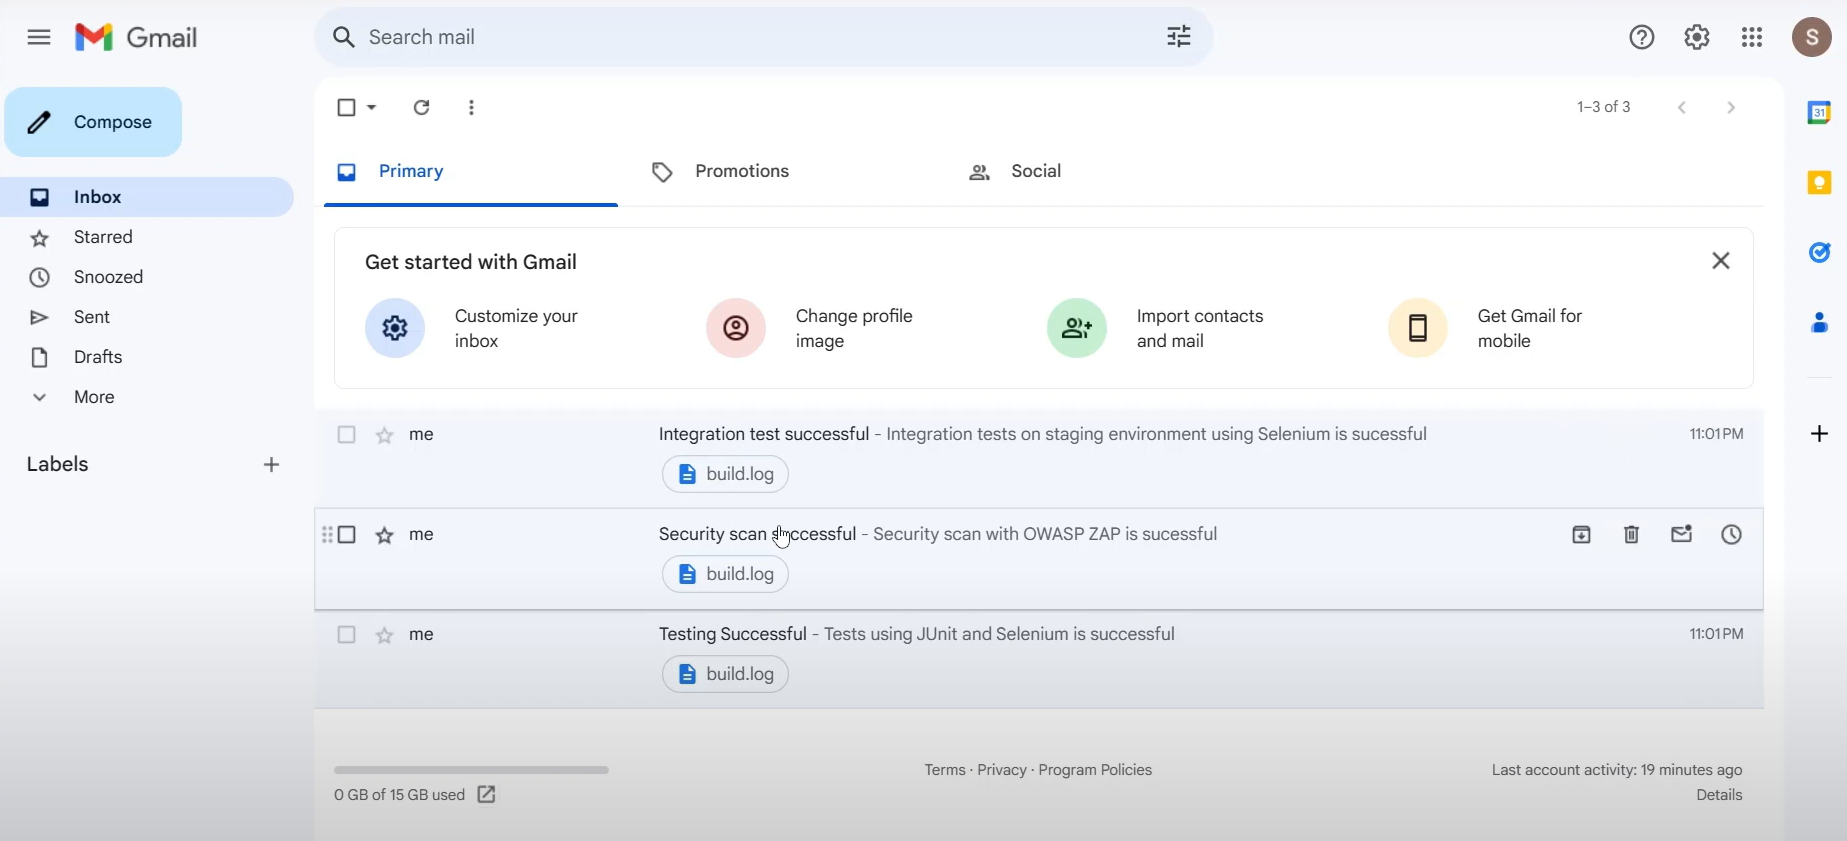 Gmail
Search mail
S
Compose
1–3 of 3
31
Primary
Promotions
Social
Inbox
Starred
Snoozed
Sent
Drafts
More
Labels
Get started with Gmail
Customize your
inbox
Change profile
image
Import contacts
and mail
Get Gmail for
mobile
me
Integration test successful - Integration tests on staging environment using Selenium is sucessful
11:01 PM
build.log
me
Security scan successful - Security scan with OWASP ZAP is sucessful
build.log
me
Testing Successful - Tests using JUnit and Selenium is successful
11:01 PM
build.log
0 GB of 15 GB used
Terms · Privacy · Program Policies
Last account activity: 19 minutes ago
Details